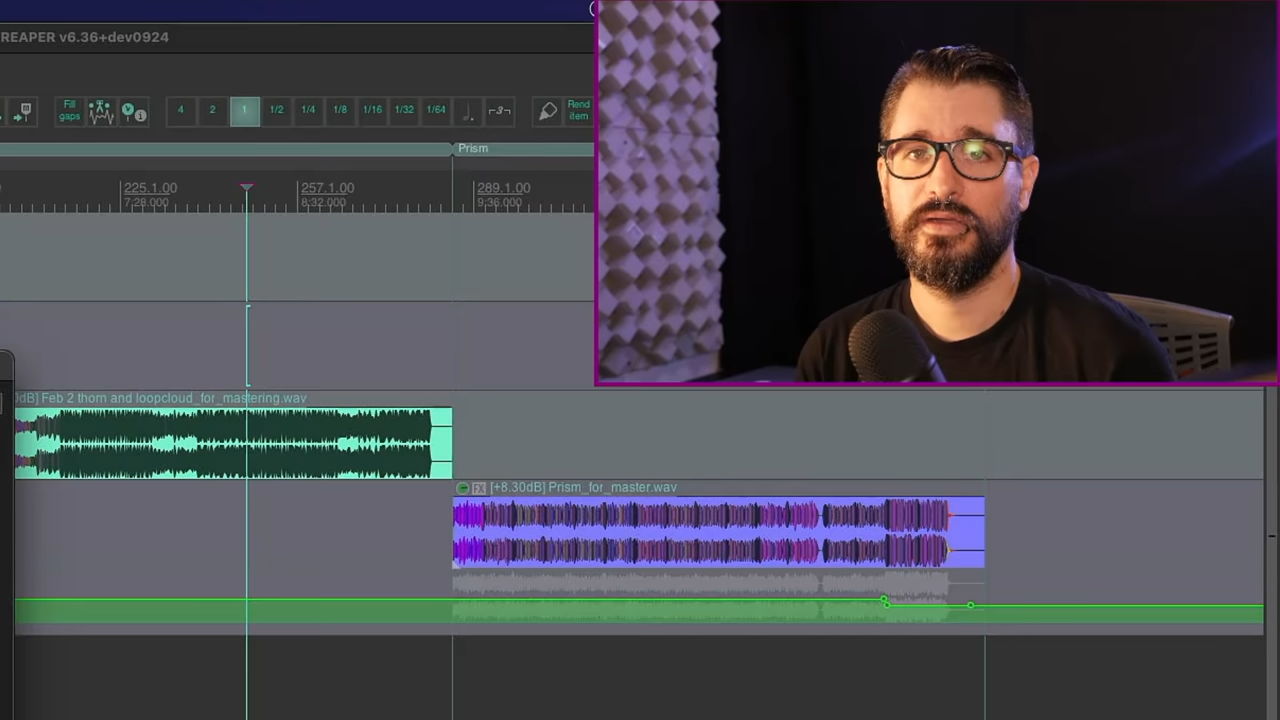 REAPER v6.36+dev0924
Fill gaps
4 2 1 1/2 1/4 1/8 1/16 1/32 1/64 3
Rend item
Prism
225.1.00 257.1.00 289.1.00
7:28.000 8:32.000 9:36.000
dB] Feb 2 thorn and loopcloud_for_mastering.wav
FX [+8.30dB] Prism_for_master.wav